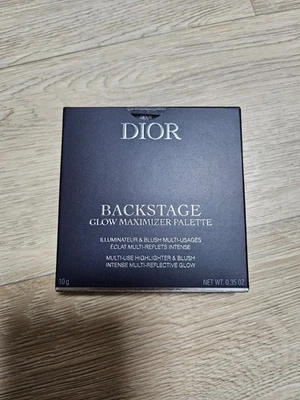 DIOR
BACKSTAGE
GLOW MAXIMIZER PALETTE
ILLUMINATEUR & BLUSH MULTI-USAGES
ÉCLAT MULTI-REFLETS INTENSE
MULTI-USE HIGHLIGHTER & BLUSH
INTENSE MULTI-REFLECTIVE GLOW
10 g NET WT. 0.35 OZ